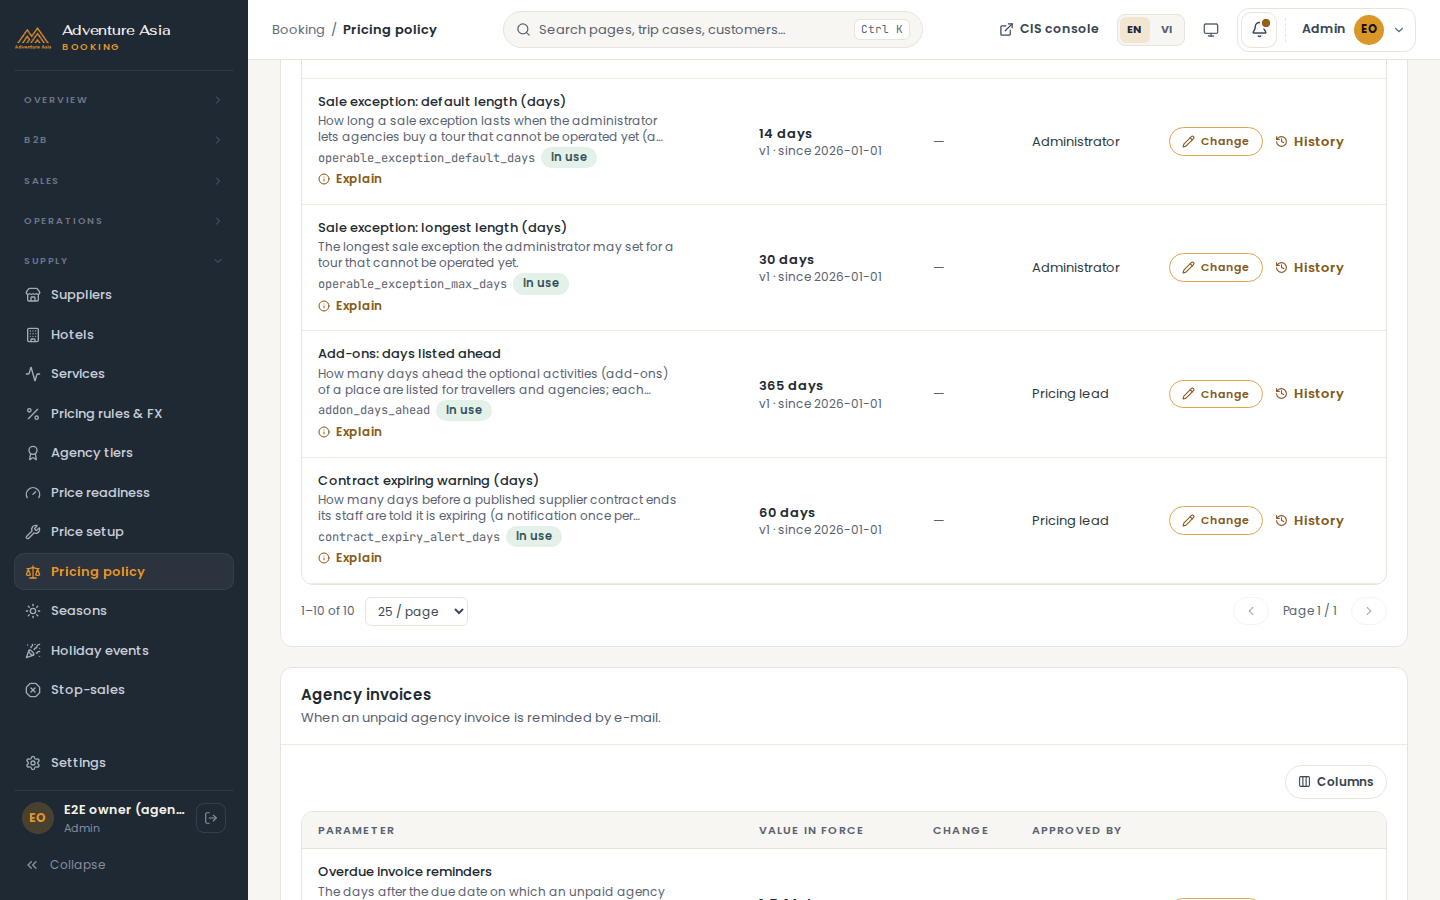 Adventure Asia
BOOKING
Adventure Asia
OVERVIEW
B2B
SALES
OPERATIONS
SUPPLY
Suppliers
Hotels
Services
Pricing rules & FX
Agency tiers
Price readiness
Price setup
Pricing policy
Seasons
Holiday events
Stop-sales
Settings
EO
E2E owner (agen…
Admin
Collapse
Booking / Pricing policy
Search pages, trip cases, customers…
Ctrl K
CIS console
EN
VI
Admin
EO
Sale exception: default length (days)
How long a sale exception lasts when the administrator
lets agencies buy a tour that cannot be operated yet (a…
operable_exception_default_days
In use
Explain
14 days
v1 · since 2026-01-01
—
Administrator
Change
History
Sale exception: longest length (days)
The longest sale exception the administrator may set for a
tour that cannot be operated yet.
operable_exception_max_days
In use
Explain
30 days
v1 · since 2026-01-01
—
Administrator
Change
History
Add-ons: days listed ahead
How many days ahead the optional activities (add-ons)
of a place are listed for travellers and agencies; each…
addon_days_ahead
In use
Explain
365 days
v1 · since 2026-01-01
—
Pricing lead
Change
History
Contract expiring warning (days)
How many days before a published supplier contract ends
its staff are told it is expiring (a notification once per…
contract_expiry_alert_days
In use
Explain
60 days
v1 · since 2026-01-01
—
Pricing lead
Change
History
1–10 of 10
25 / page
Page 1 / 1
Agency invoices
When an unpaid agency invoice is reminded by e-mail.
Columns
PARAMETER
VALUE IN FORCE
CHANGE
APPROVED BY
Overdue invoice reminders
The days after the due date on which an unpaid agency